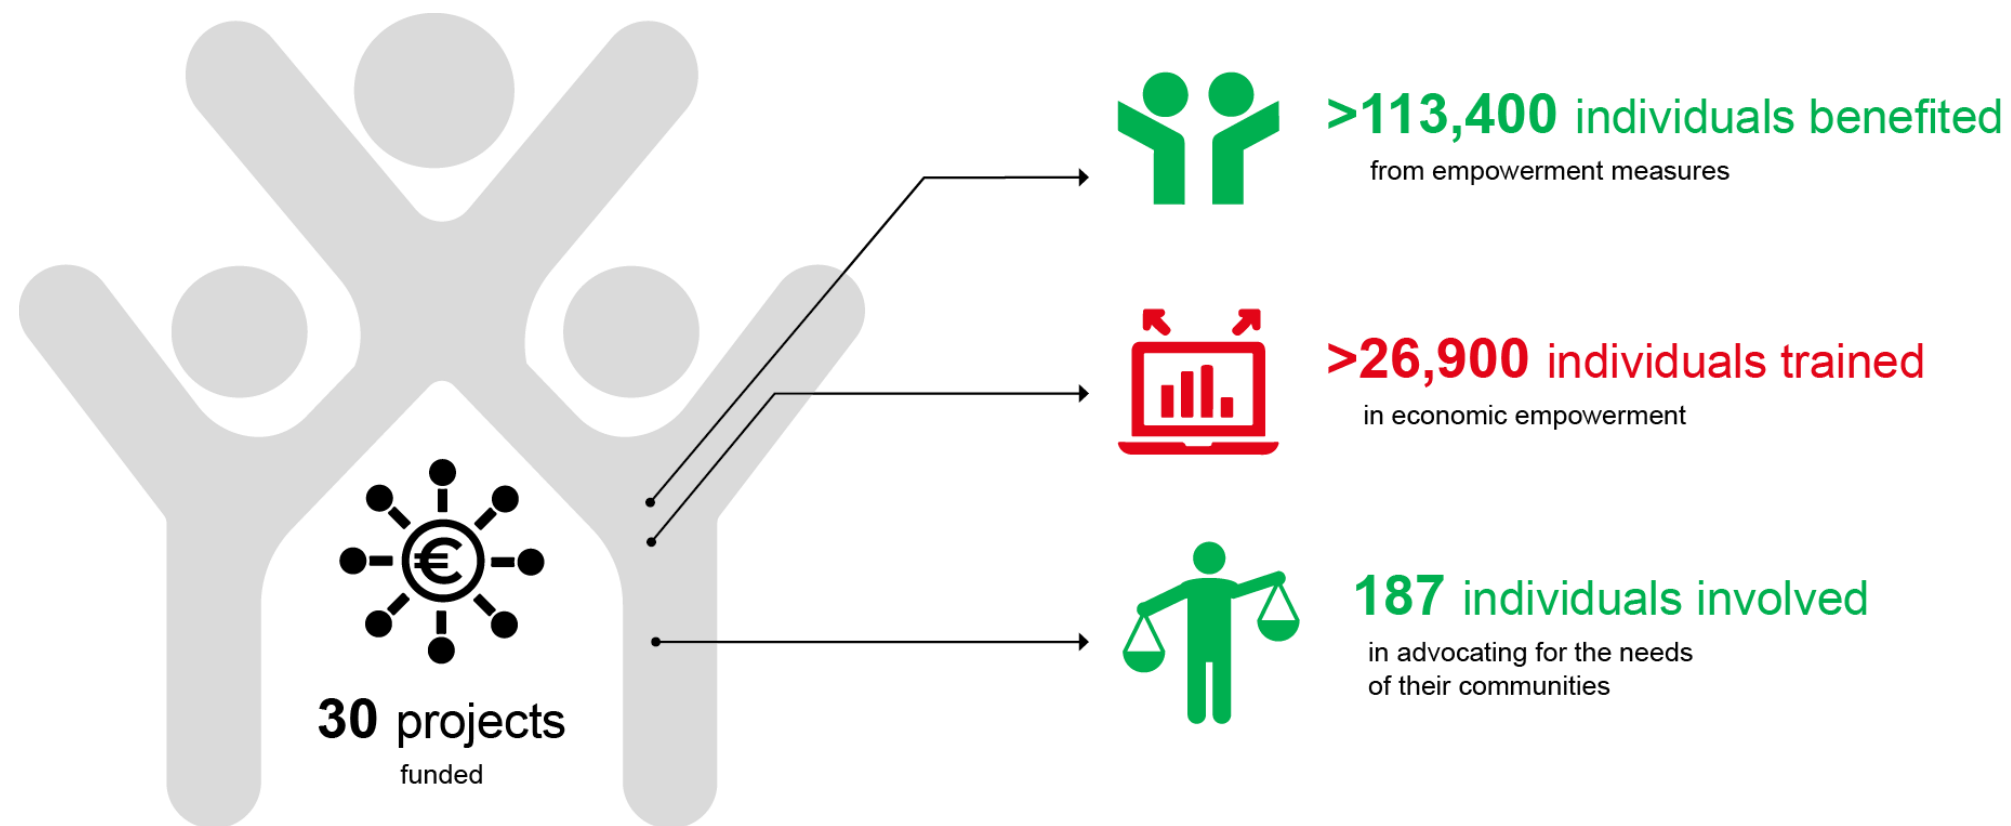 >113,400 individuals benefited
from empowerment measures
>26,900 individuals trained
in economic empowerment
€
187 individuals involved
in advocating for the needs
of their communities
30 projects
funded